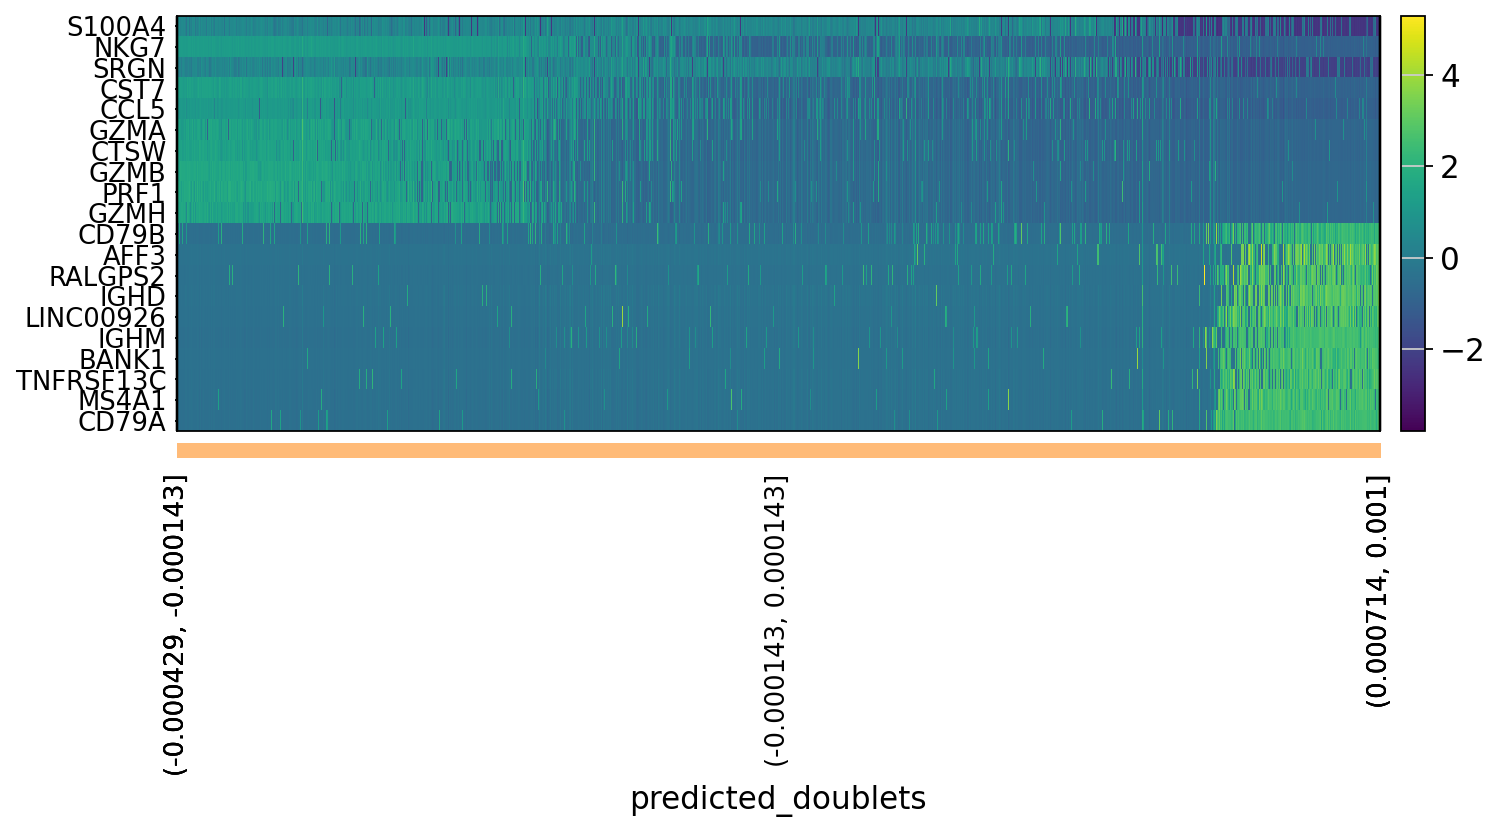 S100A4
NKG7
SRGN
CST7
CCL5
GZMA
CTSW
GZMB
PRF1
GZMH
CD79B
AFF3
RALGPS2
IGHD
LINC00926
IGHM
BANK1
TNFRSF13C
MS4A1
CD79A
4
2
0
−2
(-0.000429, -0.000143]
(-0.000143, 0.000143]
(0.000714, 0.001]
predicted_doublets